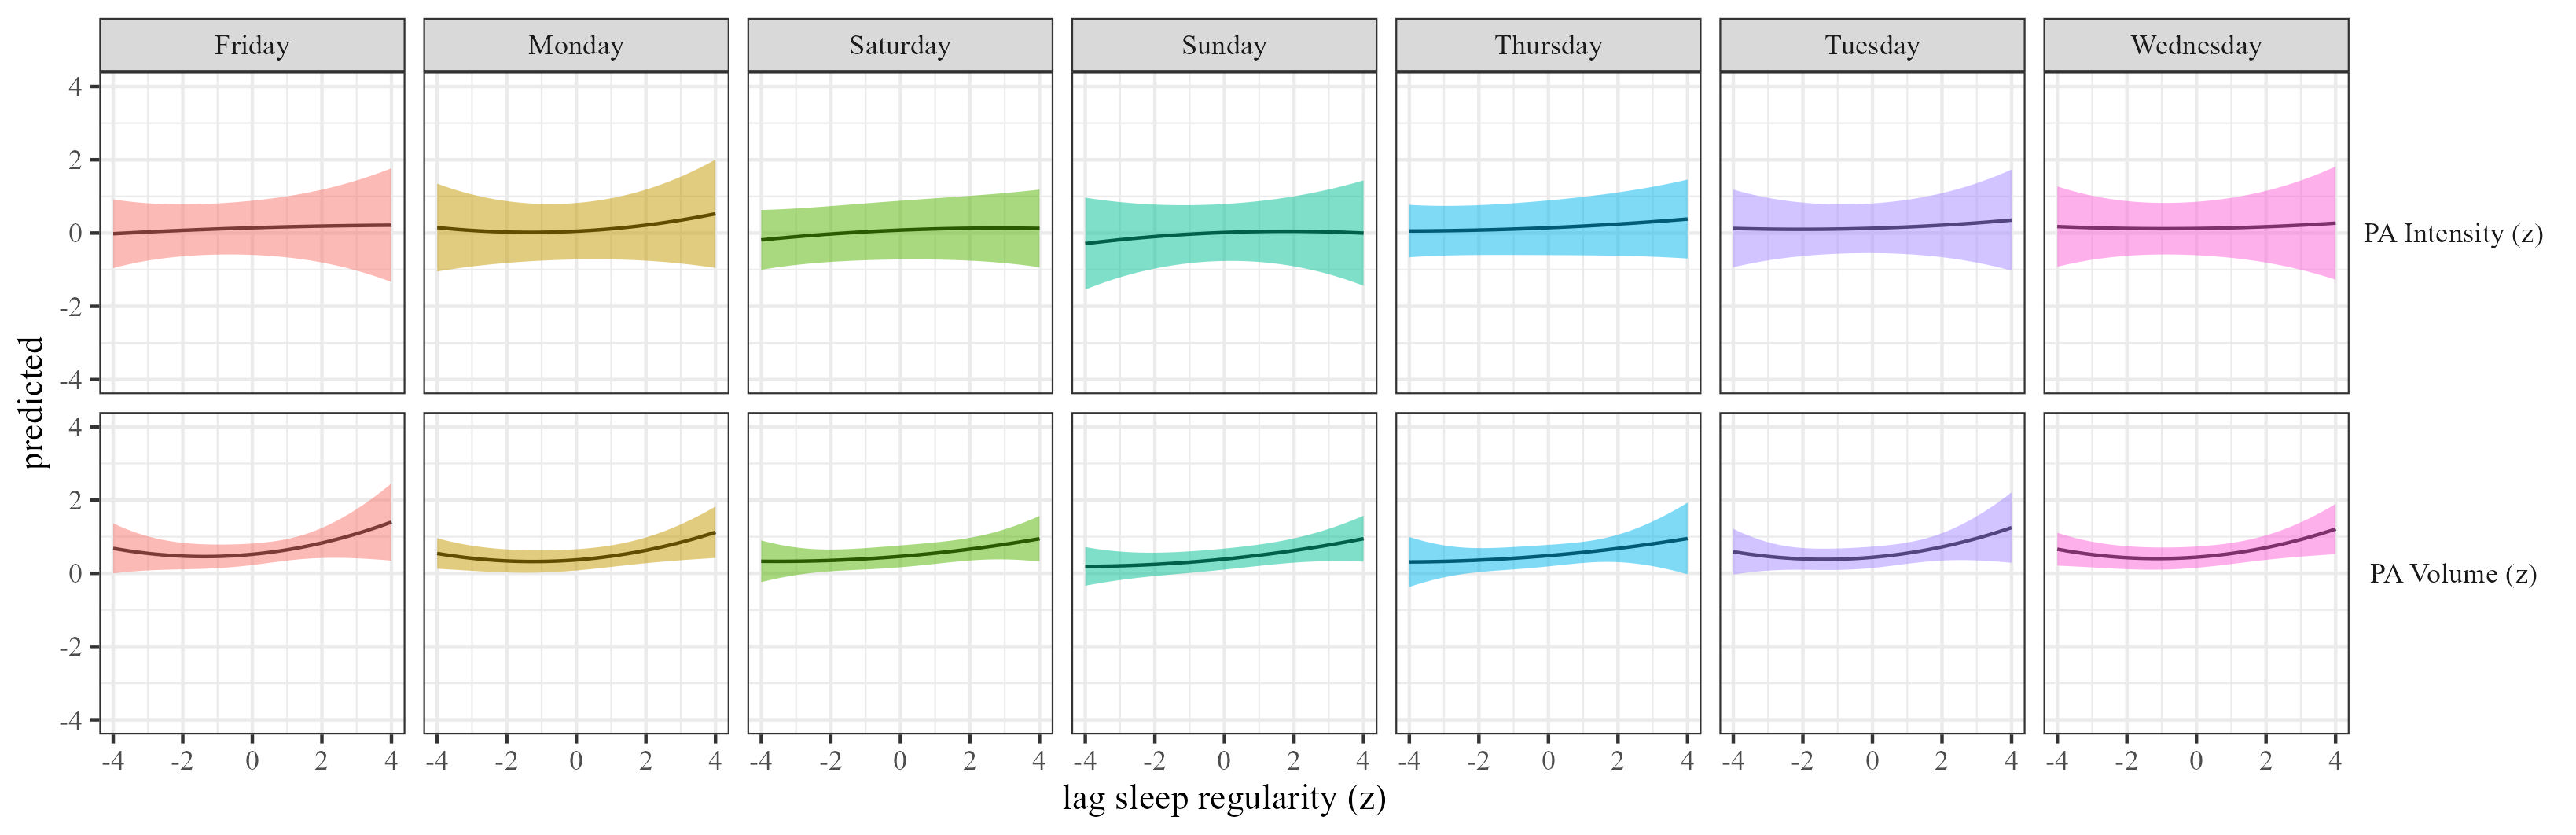 Friday Monday Saturday Sunday Thursday Tuesday Wednesday
4
2
0
-2
-4
PA Intensity (z)
predicted
4
2
0
-2
-4
PA Volume (z)
-4 -2 0 2 4 -4 -2 0 2 4 -4 -2 0 2 4 -4 -2 0 2 4 -4 -2 0 2 4 -4 -2 0 2 4 -4 -2 0 2 4
lag sleep regularity (z)